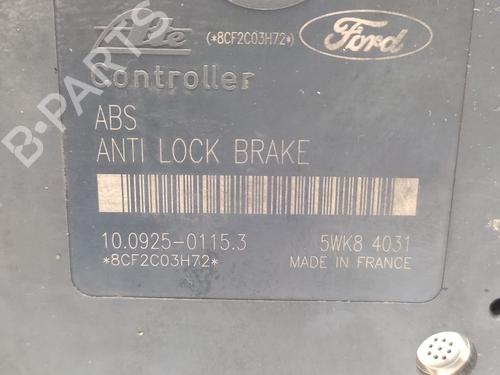 Ate (*8CF2C03H72*) Ford
Controller
B-PARTS
ABS
ANTI LOCK BRAKE
10.0925-0115.3 5WK8 4031
*8CF2C03H72* MADE IN FRANCE